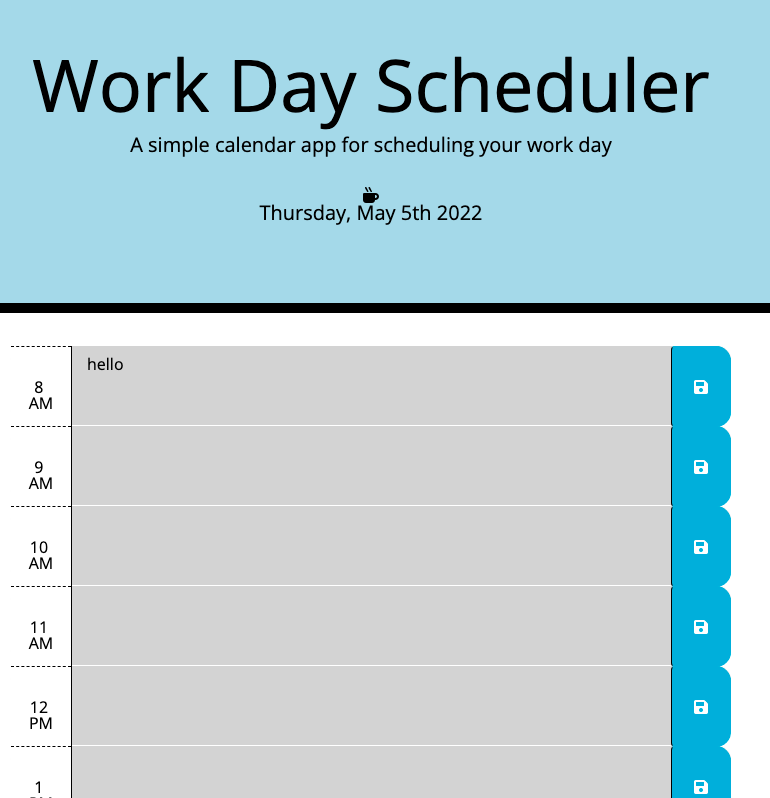 Work Day Scheduler
A simple calendar app for scheduling your work day
Thursday, May 5th 2022
hello
8
AM
9
AM
10
AM
11
AM
12
PM
1